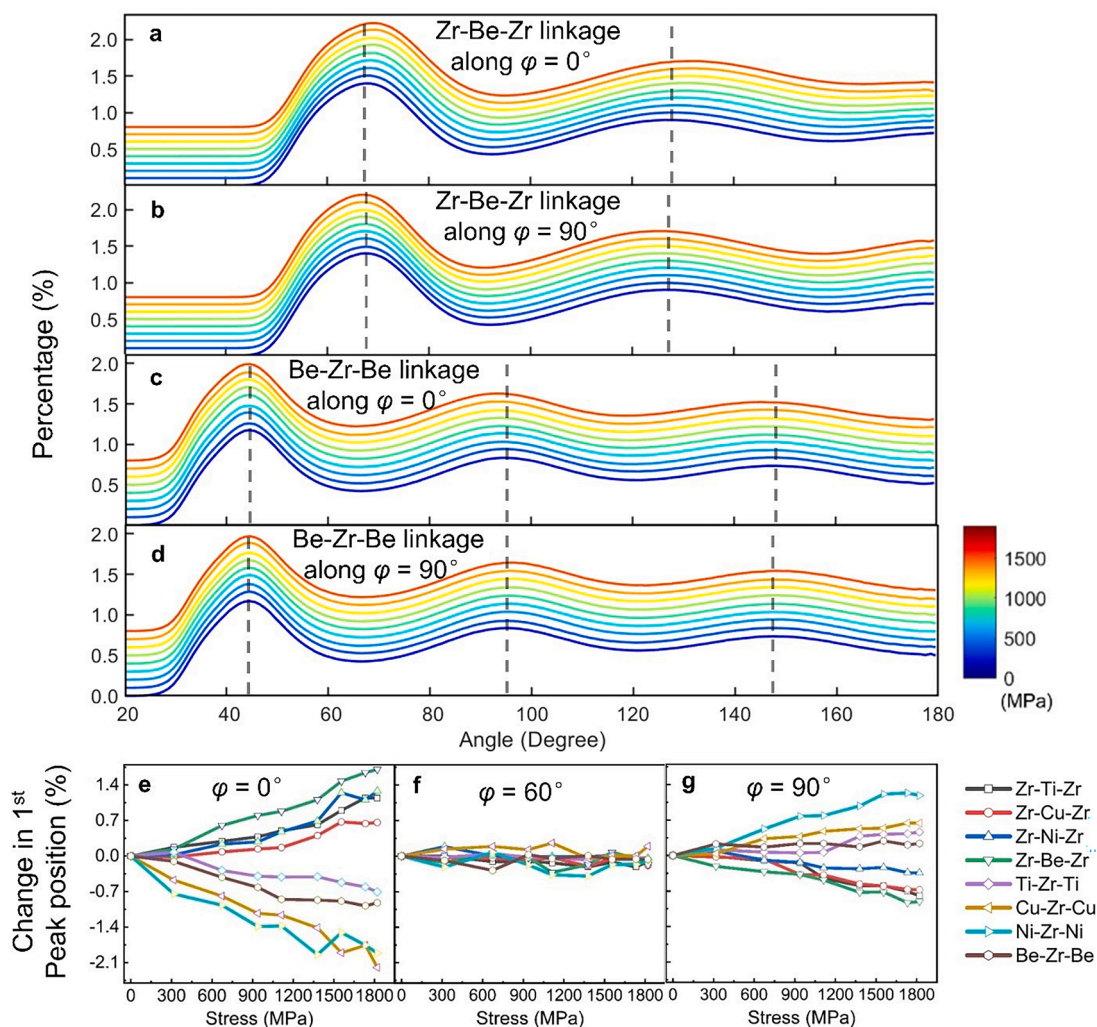 a
Zr-Be-Zr linkage
along φ = 0°
2.0
1.5
1.0
0.5
b
Zr-Be-Zr linkage
along φ = 90°
2.0
1.5
1.0
0.5
c
Be-Zr-Be linkage
along φ = 0°
2.0
1.5
1.0
0.5
d
Be-Zr-Be linkage
along φ = 90°
2.0
1.5
1.0
0.5
0.0
Percentage (%)
20 40 60 80 100 120 140 160 180
Angle (Degree)
1500
1000
500
0
(MPa)
Change in 1st
Peak position (%)
e
φ = 0°
1.4
0.7
0.0
-0.7
-1.4
-2.1
0 300 600 900 1200 1500 1800
Stress (MPa)
f
φ = 60°
0 300 600 900 1200 1500 1800
Stress (MPa)
g
φ = 90°
0 300 600 900 1200 1500 1800
Stress (MPa)
Zr-Ti-Zr
Zr-Cu-Zr
Zr-Ni-Zr
Zr-Be-Zr
Ti-Zr-Ti
Cu-Zr-Cu
Ni-Zr-Ni
Be-Zr-Be